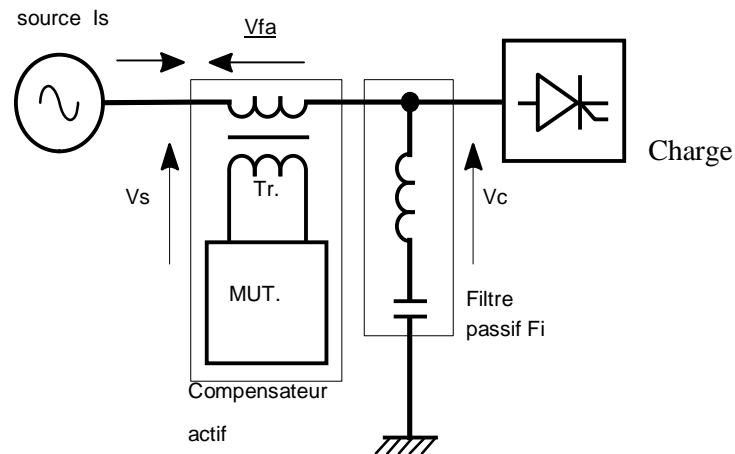 source Is
Vfa
Charge
Vs
Tr.
Vc
MUT.
Filtre
passif Fi
Compensateur
actif